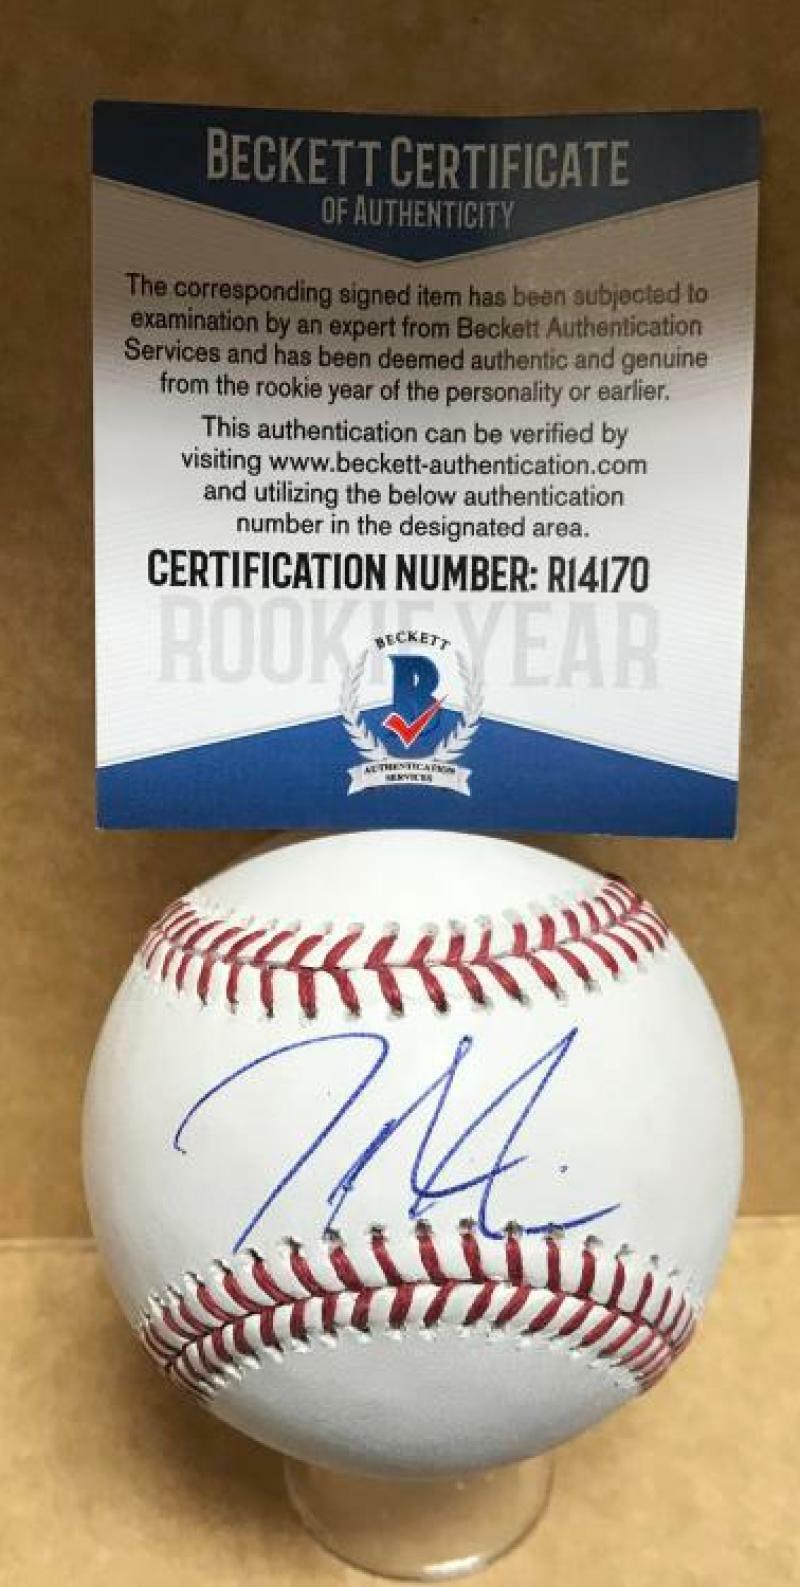 BECKETT CERTIFICATE
OF AUTHENTICITY
The corresponding signed item has been subjected to
examination by an expert from Beckett Authentication
Services and has been deemed authentic and genuine
from the rookie year of the personality or earlier.
This authentication can be verified by
visiting www.beckett-authentication.com
and utilizing the below authentication
number in the designated area.
CERTIFICATION NUMBER: R14170
ROOKIE YEAR
BECKETT
B
AUTHENTICATION
SERVICES